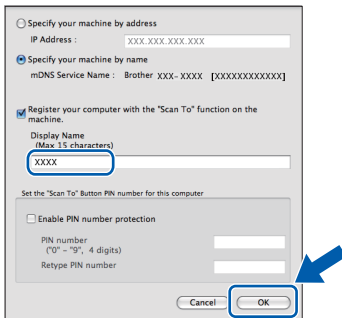 Specify your machine by address
IP Address : XXX.XXX.XXX.XXX
Specify your machine by name
mDNS Service Name : Brother XXX-XXXX [XXXXXXXXXXXX]
Register your computer with the "Scan To" function on the
machine.
Display Name
(Max 15 characters)
XXXX
Set the "Scan To" Button PIN number for this computer
Enable PIN number protection
PIN number
("0" – "9", 4 digits)
Retype PIN number
Cancel OK